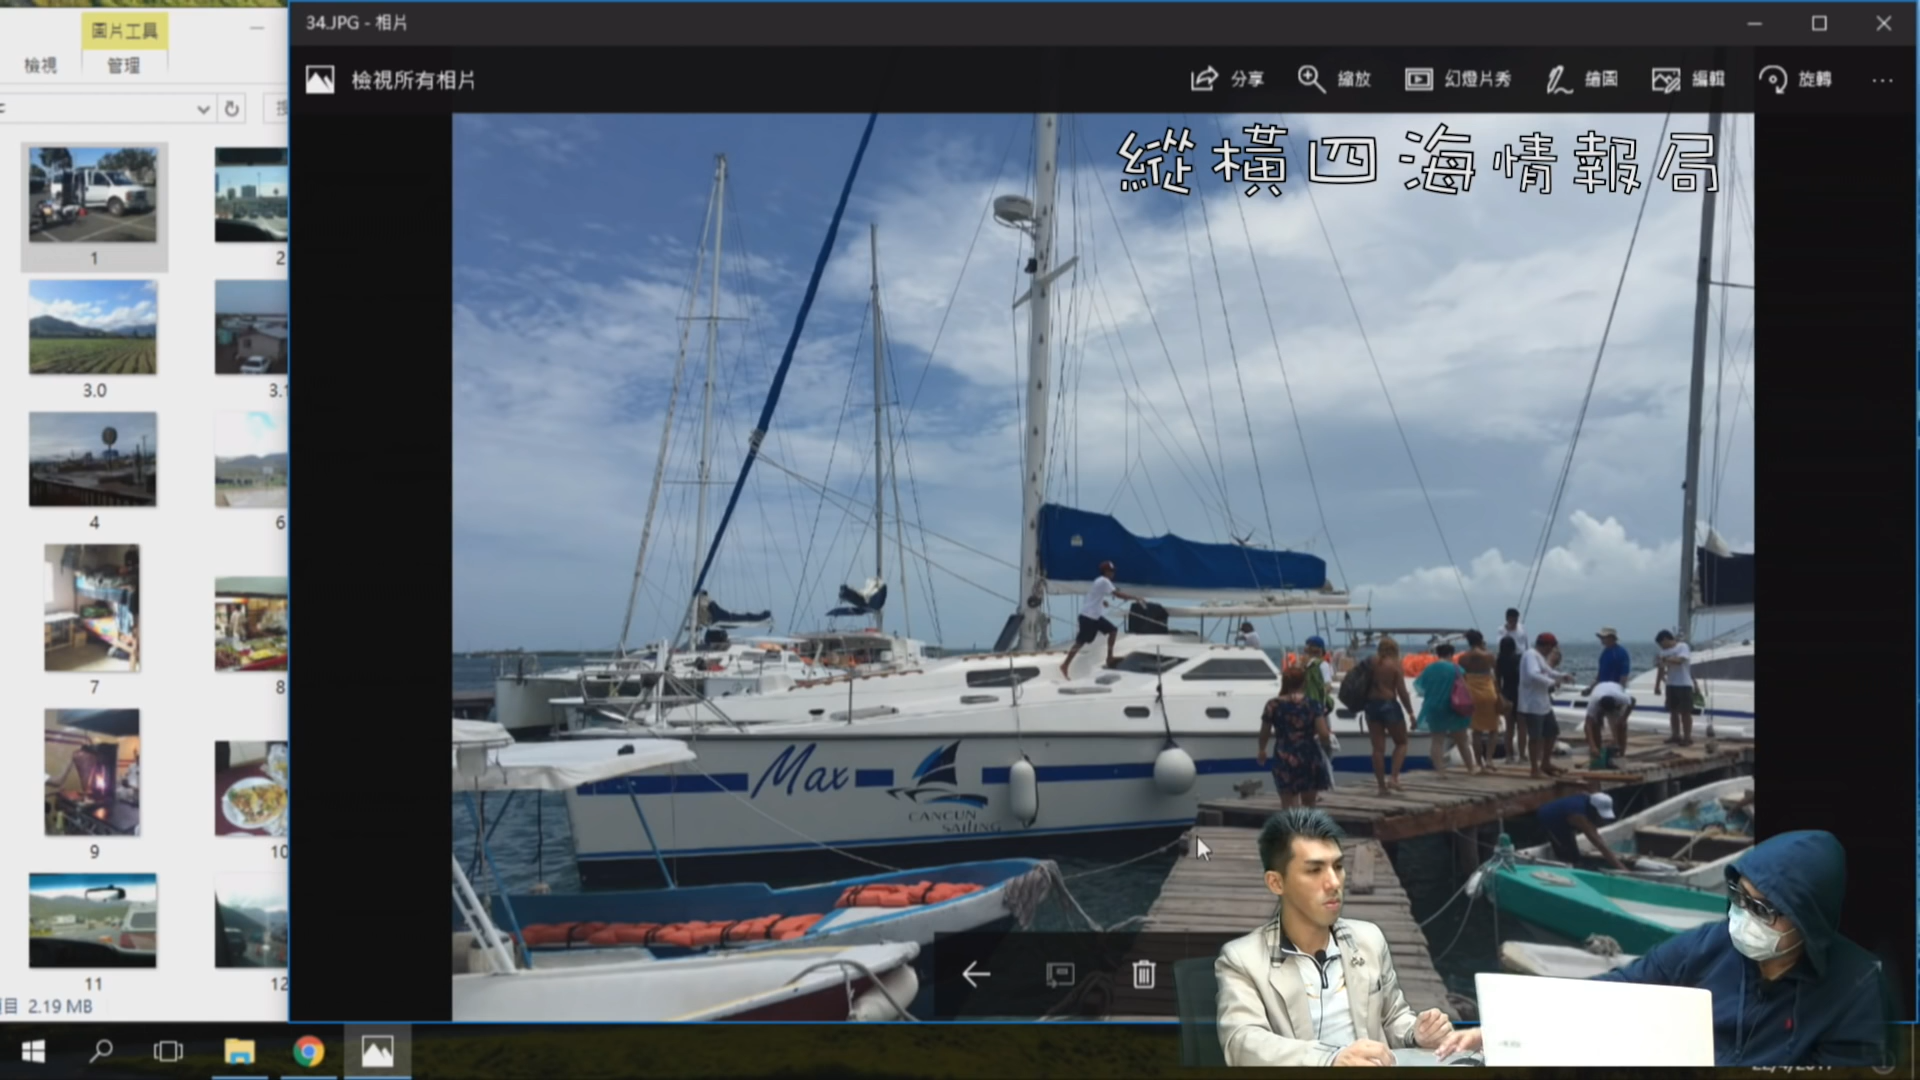 圖片工具
34.JPG - 相片
檢視
管理
檢視所有相片
分享
縮放
幻燈片秀
繪圖
編輯
旋轉
縱橫四海情報局
1
2
3.0
3.1
4
6
7
8
9
10
11
12
Max
CANCUN
SAILING
2.19 MB